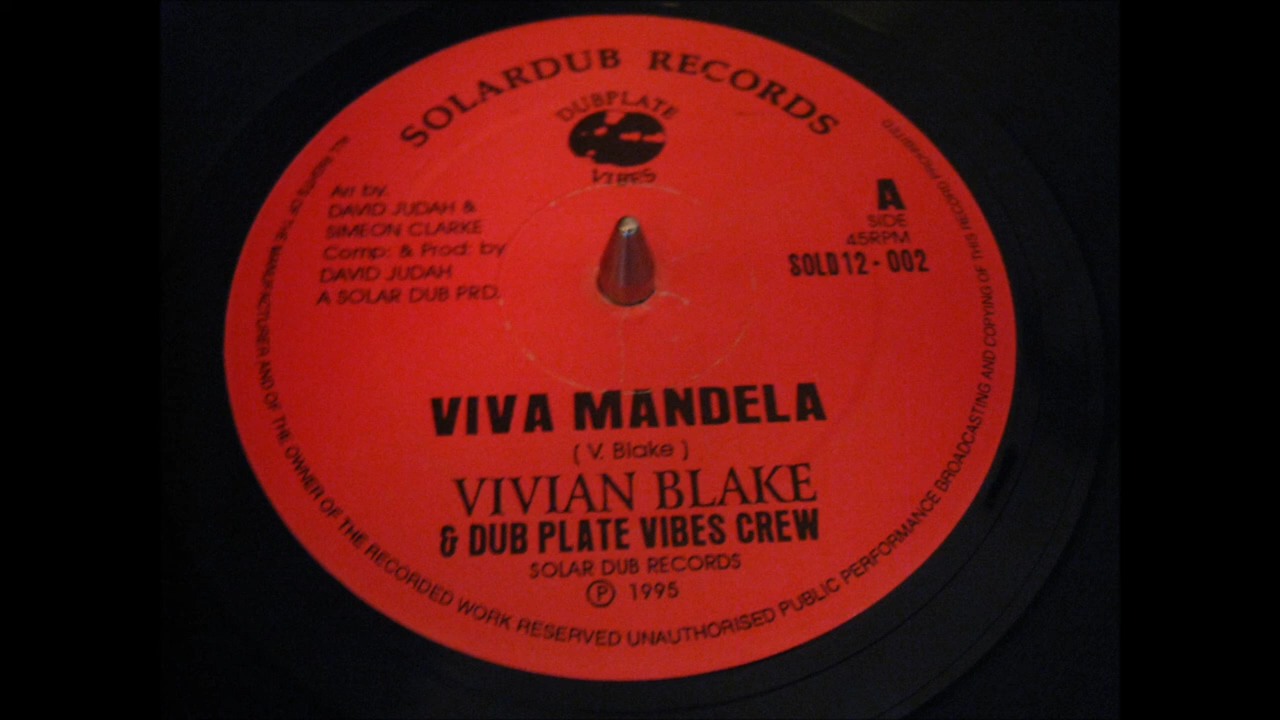 SOLARDUB RECORDS
DUBPLATE
VIBES
Arr by.
DAVID JUDAH &
SIMEON CLARKE
Comp: & Prod: by
DAVID JUDAH
A SOLAR DUB PRD.
A
SIDE
45RPM
SOLD 12 - 002
VIVA MANDELA
( V. Blake )
VIVIAN BLAKE
& DUB PLATE VIBES CREW
SOLAR DUB RECORDS
℗ 1995
ALL RIGHTS OF THE MANUFACTURER AND OF THE OWNER OF THE RECORDED WORK RESERVED UNAUTHORISED PUBLIC PERFORMANCE BROADCASTING AND COPYING OF THIS RECORD PROHIBITED